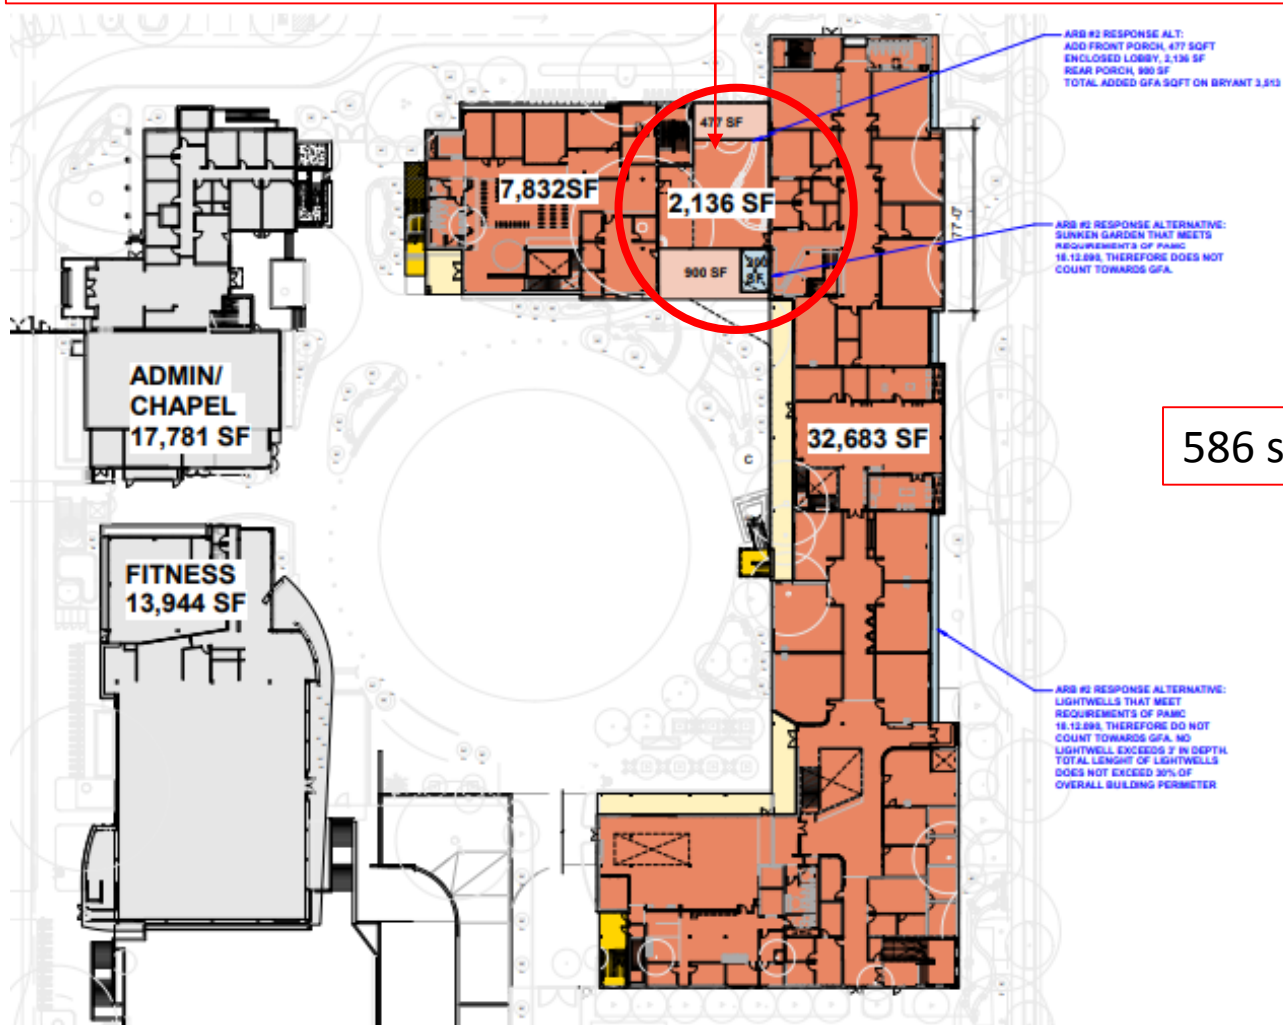 ARB #2 RESPONSE ALT:
ADD FRONT PORCH, 477 SQFT
ENCLOSED LOBBY, 2,136 SF
REAR PORCH, 900 SF
TOTAL ADDED GFA SQFT ON BRYANT 3,513
477 SF
7,832SF
2,136 SF
900 SF
200
SF
77'-0"
ARB #2 RESPONSE ALTERNATIVE:
SUNKEN GARDEN THAT MEETS
REQUIREMENTS OF PAMC
18.12.090, THEREFORE DOES NOT
COUNT TOWARDS GFA.
ADMIN/
CHAPEL
17,781 SF
32,683 SF
C
586 s
FITNESS
13,944 SF
ARB #2 RESPONSE ALTERNATIVE:
LIGHTWELLS THAT MEET
REQUIREMENTS OF PAMC
18.12.090, THEREFORE DO NOT
COUNT TOWARDS GFA. NO
LIGHTWELL EXCEEDS 3' IN DEPTH.
TOTAL LENGHT OF LIGHTWELLS
DOES NOT EXCEED 30% OF
OVERALL BUILDING PERIMETER